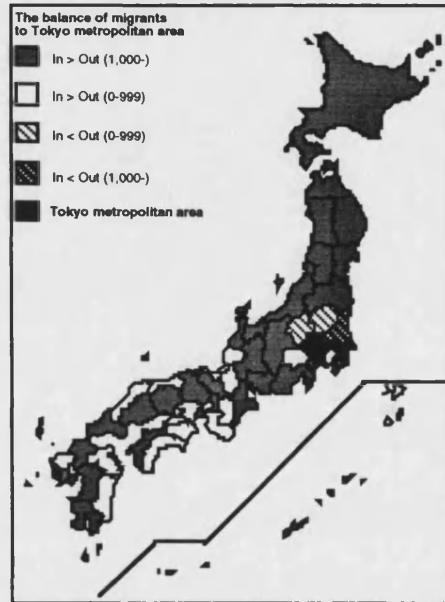 The balance of migrants
to Tokyo metropolitan area
In > Out (1,000-)
In > Out (0-999)
In < Out (0-999)
In < Out (1,000-)
Tokyo metropolitan area